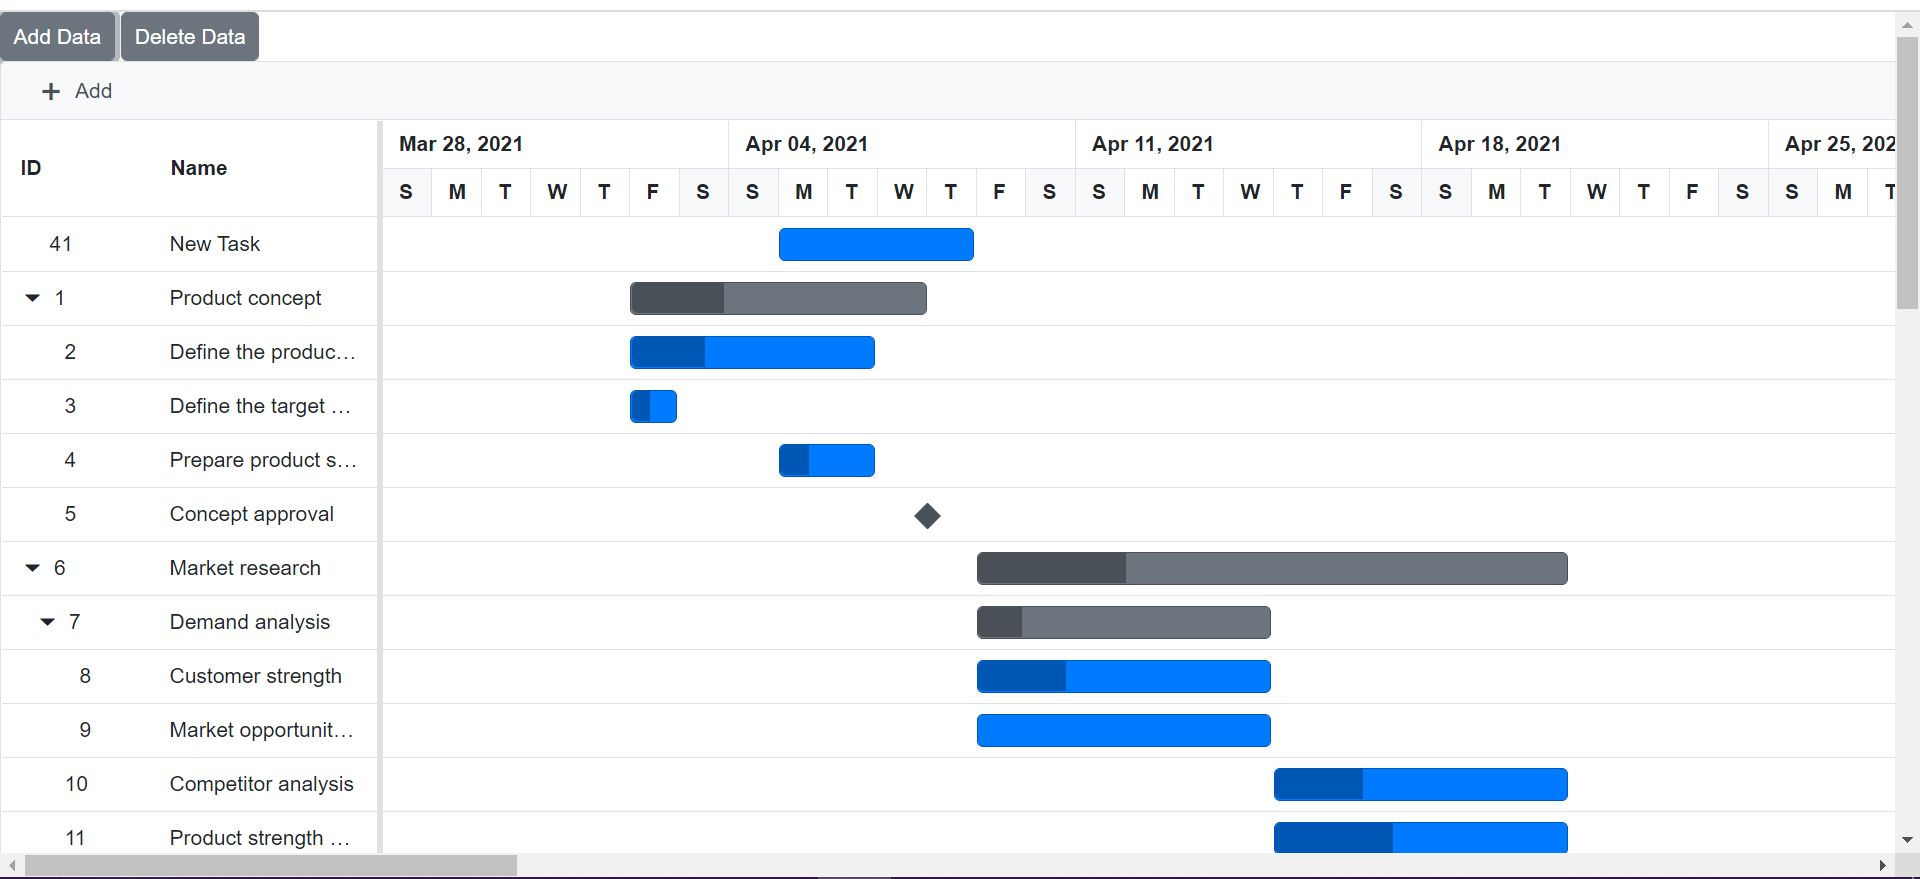 Add Data Delete Data
+ Add
ID Name Mar 28, 2021 Apr 04, 2021 Apr 11, 2021 Apr 18, 2021 Apr 25, 202
S M T W T F S S M T W T F S S M T W T F S S M T W T F S S M T
41 New Task
1 Product concept
2 Define the produc...
3 Define the target ...
4 Prepare product s...
5 Concept approval
6 Market research
7 Demand analysis
8 Customer strength
9 Market opportunit...
10 Competitor analysis
11 Product strength ...